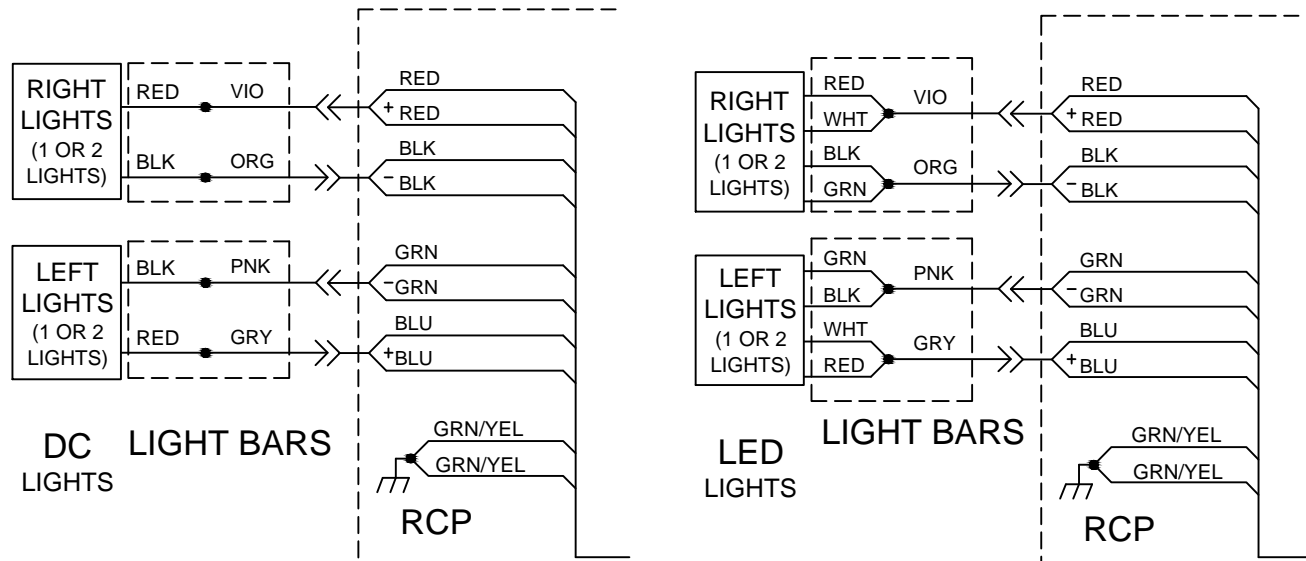 RIGHT
LIGHTS
(1 OR 2
LIGHTS)
RED
VIO
BLK
ORG
+
RED
RED
BLK
−
BLK
LEFT
LIGHTS
(1 OR 2
LIGHTS)
BLK
PNK
RED
GRY
GRN
−
GRN
BLU
+
BLU
GRN/YEL
GRN/YEL
DC
LIGHTS
LIGHT BARS
RCP
RIGHT
LIGHTS
(1 OR 2
LIGHTS)
RED
WHT
VIO
BLK
GRN
ORG
RED
+
RED
BLK
−
BLK
LEFT
LIGHTS
(1 OR 2
LIGHTS)
GRN
BLK
PNK
WHT
RED
GRY
GRN
−
GRN
BLU
+
BLU
GRN/YEL
GRN/YEL
LED
LIGHTS
LIGHT BARS
RCP